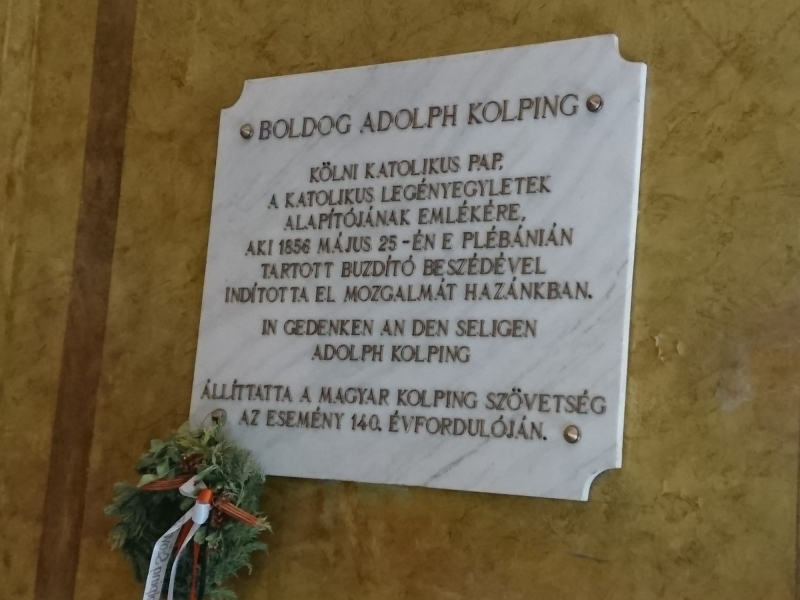 BOLDOG ADOLPH KOLPING
KÖLNI KATOLIKUS PAP,
A KATOLIKUS LEGÉNYEGYLETEK
ALAPÍTÓJÁNAK EMLÉKÉRE,
AKI 1856 MÁJUS 25-ÉN E PLÉBÁNIÁN
TARTOTT BUZDÍTÓ BESZÉDÉVEL
INDÍTOTTA EL MOZGALMÁT HAZÁNKBAN.
IN GEDENKEN AN DEN SELIGEN
ADOLPH KOLPING
ÁLLÍTTATTA A MAGYAR KOLPING SZÖVETSÉG
AZ ESEMÉNY 140. ÉVFORDULÓJÁN.